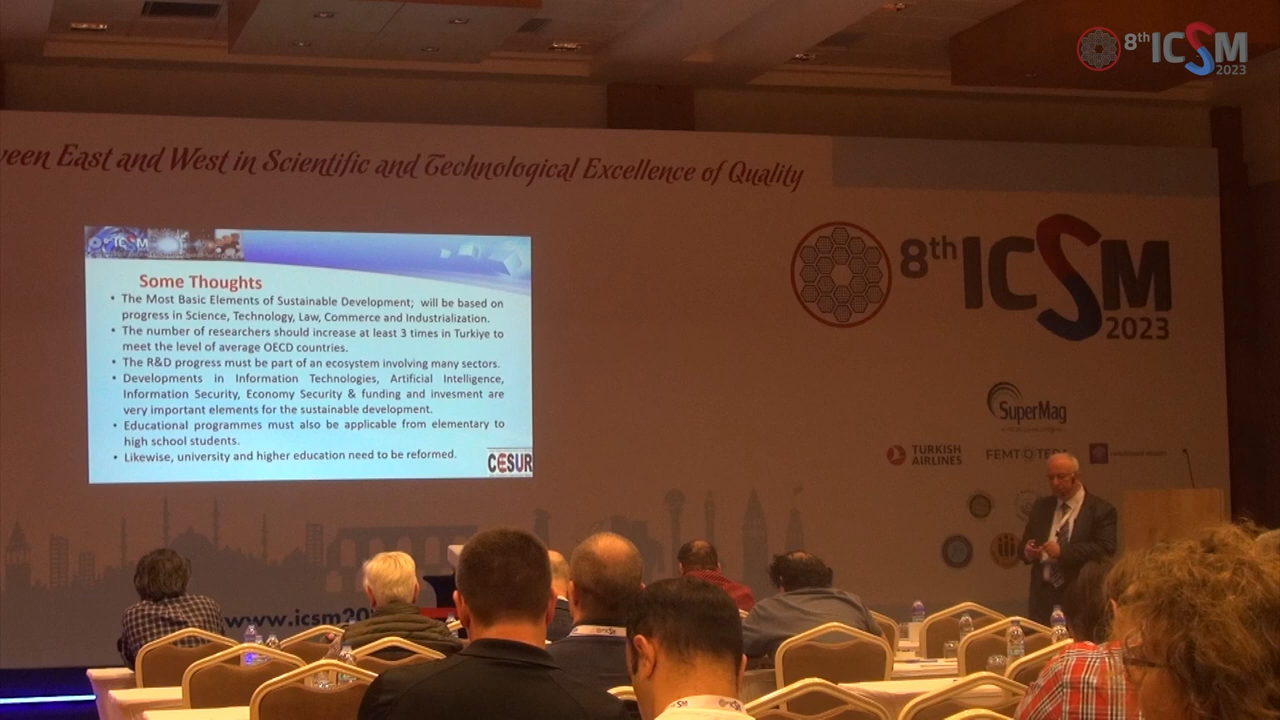 8th ICSM
2023
ween East and West in Scientific and Technological Excellence of Quality
ICSM
Some Thoughts
• The Most Basic Elements of Sustainable Development; will be based on
progress in Science, Technology, Law, Commerce and Industrialization.
• The number of researchers should increase at least 3 times in Turkiye to
meet the level of average OECD countries.
• The R&D progress must be part of an ecosystem involving many sectors.
• Developments in Information Technologies, Artificial Intelligence,
Information Security, Economy Security & funding and invesment are
very important elements for the sustainable development.
• Educational programmes must also be applicable from elementary to
high school students.
• Likewise, university and higher education need to be reformed.
CESUR
8th ICSM
2023
SuperMag
TURKISH
AIRLINES
FEMTO
www.icsm20